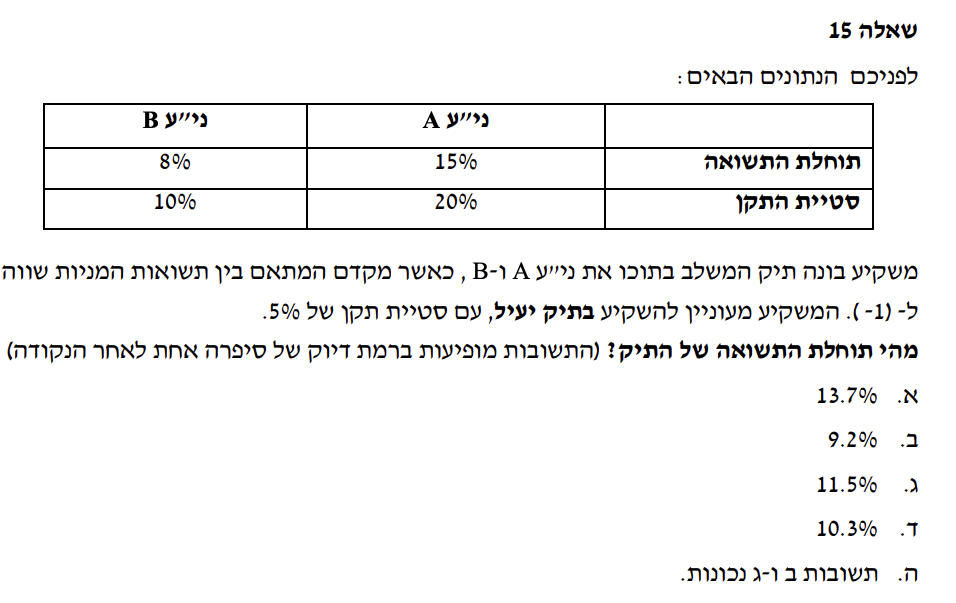 שאלה 15
לפניכם הנתונים הבאים:
ני״ע A ני״ע B
תוחלת התשואה 15% 8%
סטיית התקן 20% 10%
משקיע בונה תיק המשלב בתוכו את ני״ע A ו-B, כאשר מקדם המתאם בין תשואות המניות שווה
ל- (1-). המשקיע מעוניין להשקיע בתיק יעיל, עם סטיית תקן של 5%.
מהי תוחלת התשואה של התיק? (התשובות מופיעות ברמת דיוק של סיפרה אחת לאחר הנקודה)
א. 13.7%
ב. 9.2%
ג. 11.5%
ד. 10.3%
ה. תשובות ב ו-ג נכונות.